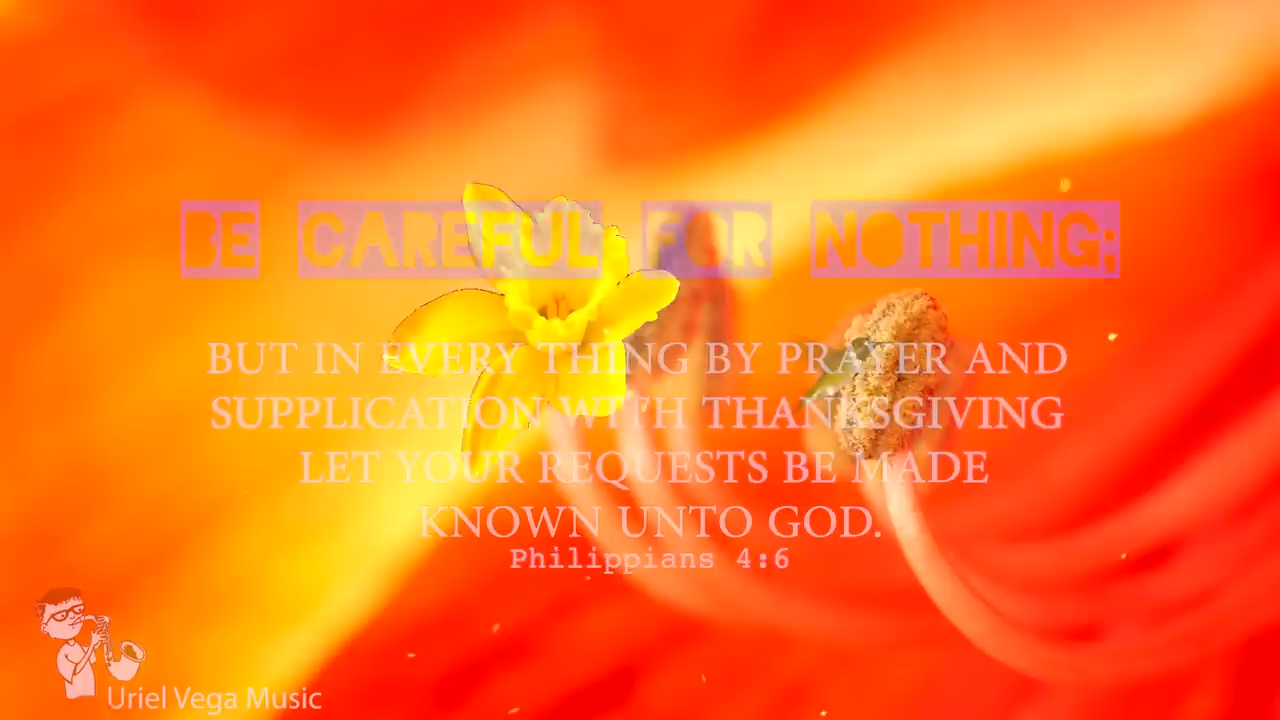 BE CAREFUL FOR NOTHING;
BUT IN EVERY THING BY PRAYER AND
SUPPLICATION WITH THANKSGIVING
LET YOUR REQUESTS BE MADE
KNOWN UNTO GOD.
Philippians 4:6
Uriel Vega Music